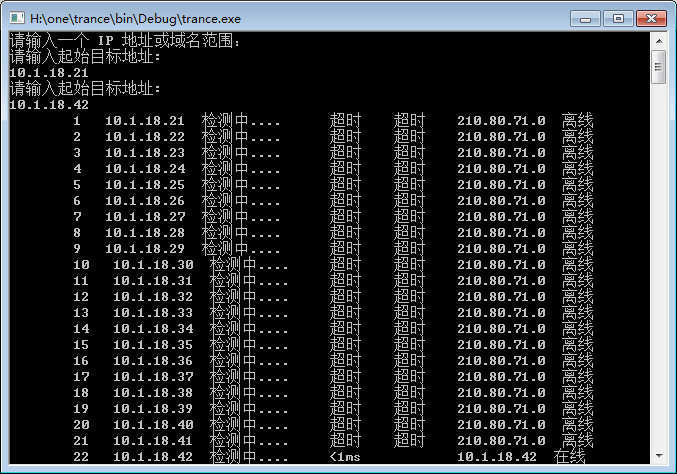 H:\one\trance\bin\Debug\trance.exe
请输入一个 IP 地址或域名范围:
请输入起始目标地址:
10.1.18.21
请输入起始目标地址:
10.1.18.42
1 10.1.18.21 检测中.... 超时 超时 210.80.71.0 离线
2 10.1.18.22 检测中.... 超时 超时 210.80.71.0 离线
3 10.1.18.23 检测中.... 超时 超时 210.80.71.0 离线
4 10.1.18.24 检测中.... 超时 超时 210.80.71.0 离线
5 10.1.18.25 检测中.... 超时 超时 210.80.71.0 离线
6 10.1.18.26 检测中.... 超时 超时 210.80.71.0 离线
7 10.1.18.27 检测中.... 超时 超时 210.80.71.0 离线
8 10.1.18.28 检测中.... 超时 超时 210.80.71.0 离线
9 10.1.18.29 检测中.... 超时 超时 210.80.71.0 离线
10 10.1.18.30 检测中.... 超时 超时 210.80.71.0 离线
11 10.1.18.31 检测中.... 超时 超时 210.80.71.0 离线
12 10.1.18.32 检测中.... 超时 超时 210.80.71.0 离线
13 10.1.18.33 检测中.... 超时 超时 210.80.71.0 离线
14 10.1.18.34 检测中.... 超时 超时 210.80.71.0 离线
15 10.1.18.35 检测中.... 超时 超时 210.80.71.0 离线
16 10.1.18.36 检测中.... 超时 超时 210.80.71.0 离线
17 10.1.18.37 检测中.... 超时 超时 210.80.71.0 离线
18 10.1.18.38 检测中.... 超时 超时 210.80.71.0 离线
19 10.1.18.39 检测中.... 超时 超时 210.80.71.0 离线
20 10.1.18.40 检测中.... 超时 超时 210.80.71.0 离线
21 10.1.18.41 检测中.... 超时 超时 210.80.71.0 离线
22 10.1.18.42 检测中.... <1ms 10.1.18.42 在线